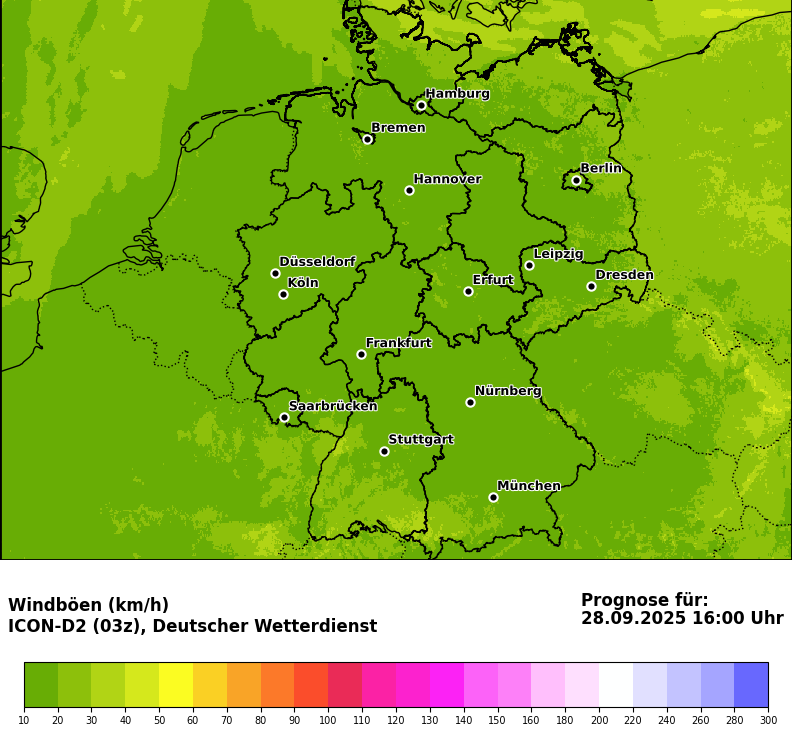 Hamburg
Bremen
Berlin
Hannover
Leipzig
Düsseldorf
Dresden
Köln
Erfurt
Frankfurt
Nürnberg
Saarbrücken
Stuttgart
München
Windböen (km/h)
ICON-D2 (03z), Deutscher Wetterdienst
Prognose für:
28.09.2025 16:00 Uhr
10 20 30 40 50 60 70 80 90 100 110 120 130 140 150 160 180 200 220 240 260 280 300